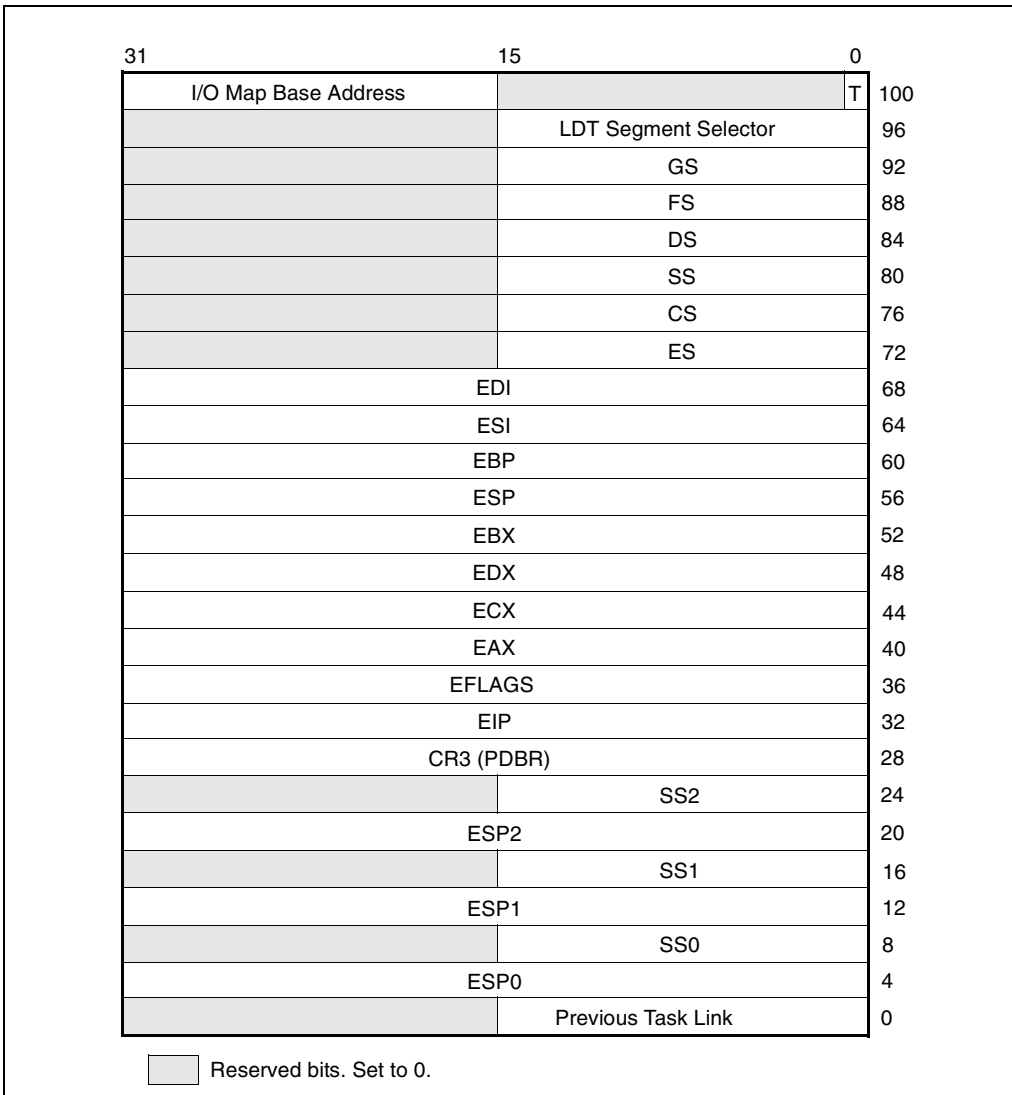 31 15 0
I/O Map Base Address T 100
LDT Segment Selector 96
GS 92
FS 88
DS 84
SS 80
CS 76
ES 72
EDI 68
ESI 64
EBP 60
ESP 56
EBX 52
EDX 48
ECX 44
EAX 40
EFLAGS 36
EIP 32
CR3 (PDBR) 28
SS2 24
ESP2 20
SS1 16
ESP1 12
SS0 8
ESP0 4
Previous Task Link 0
Reserved bits. Set to 0.